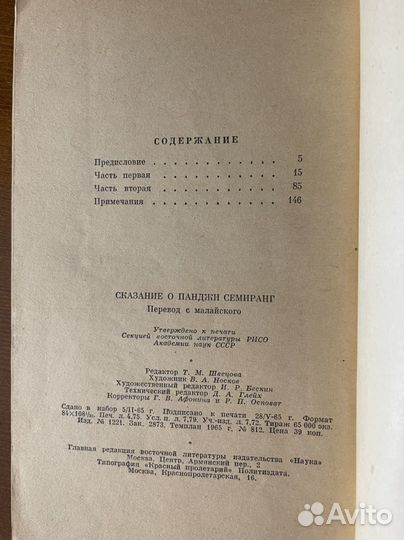 СОДЕРЖАНИЕ
Предисловие . . . . . . . . . . . . 5
Часть первая . . . . . . . . . . . . 15
Часть вторая . . . . . . . . . . . . 85
Примечания . . . . . . . . . . . . 146
СКАЗАНИЕ О ПАНДЖИ СЕМИРАНГ
Перевод с малайского
Утверждено к печати
Секцией восточной литературы РИСО
Академии наук СССР
Редактор Т. М. Швецова
Художник В. А. Носков
Художественный редактор И. Р. Бескин
Технический редактор Д. А. Глейх
Корректоры Г. В. Афонина и Р. П. Основат
Сдано в набор 5/II-65 г. Подписано к печати 28/V-65 г. Формат
84×108¹/₃₂. Печ. л. 4,75. Усл. п. л. 7,79. Уч.-изд. л. 7,72. Тираж 65 000 экз.
Изд. № 1221. Зак. 2873. Темплан 1965 г. № 812. Цена 39 коп.
Главная редакция восточной литературы издательства «Наука»
Москва, Центр, Армянский пер., 2
Типография "Красный пролетарий" Политиздата.
Москва, Краснопролетарская, 16.
Avito